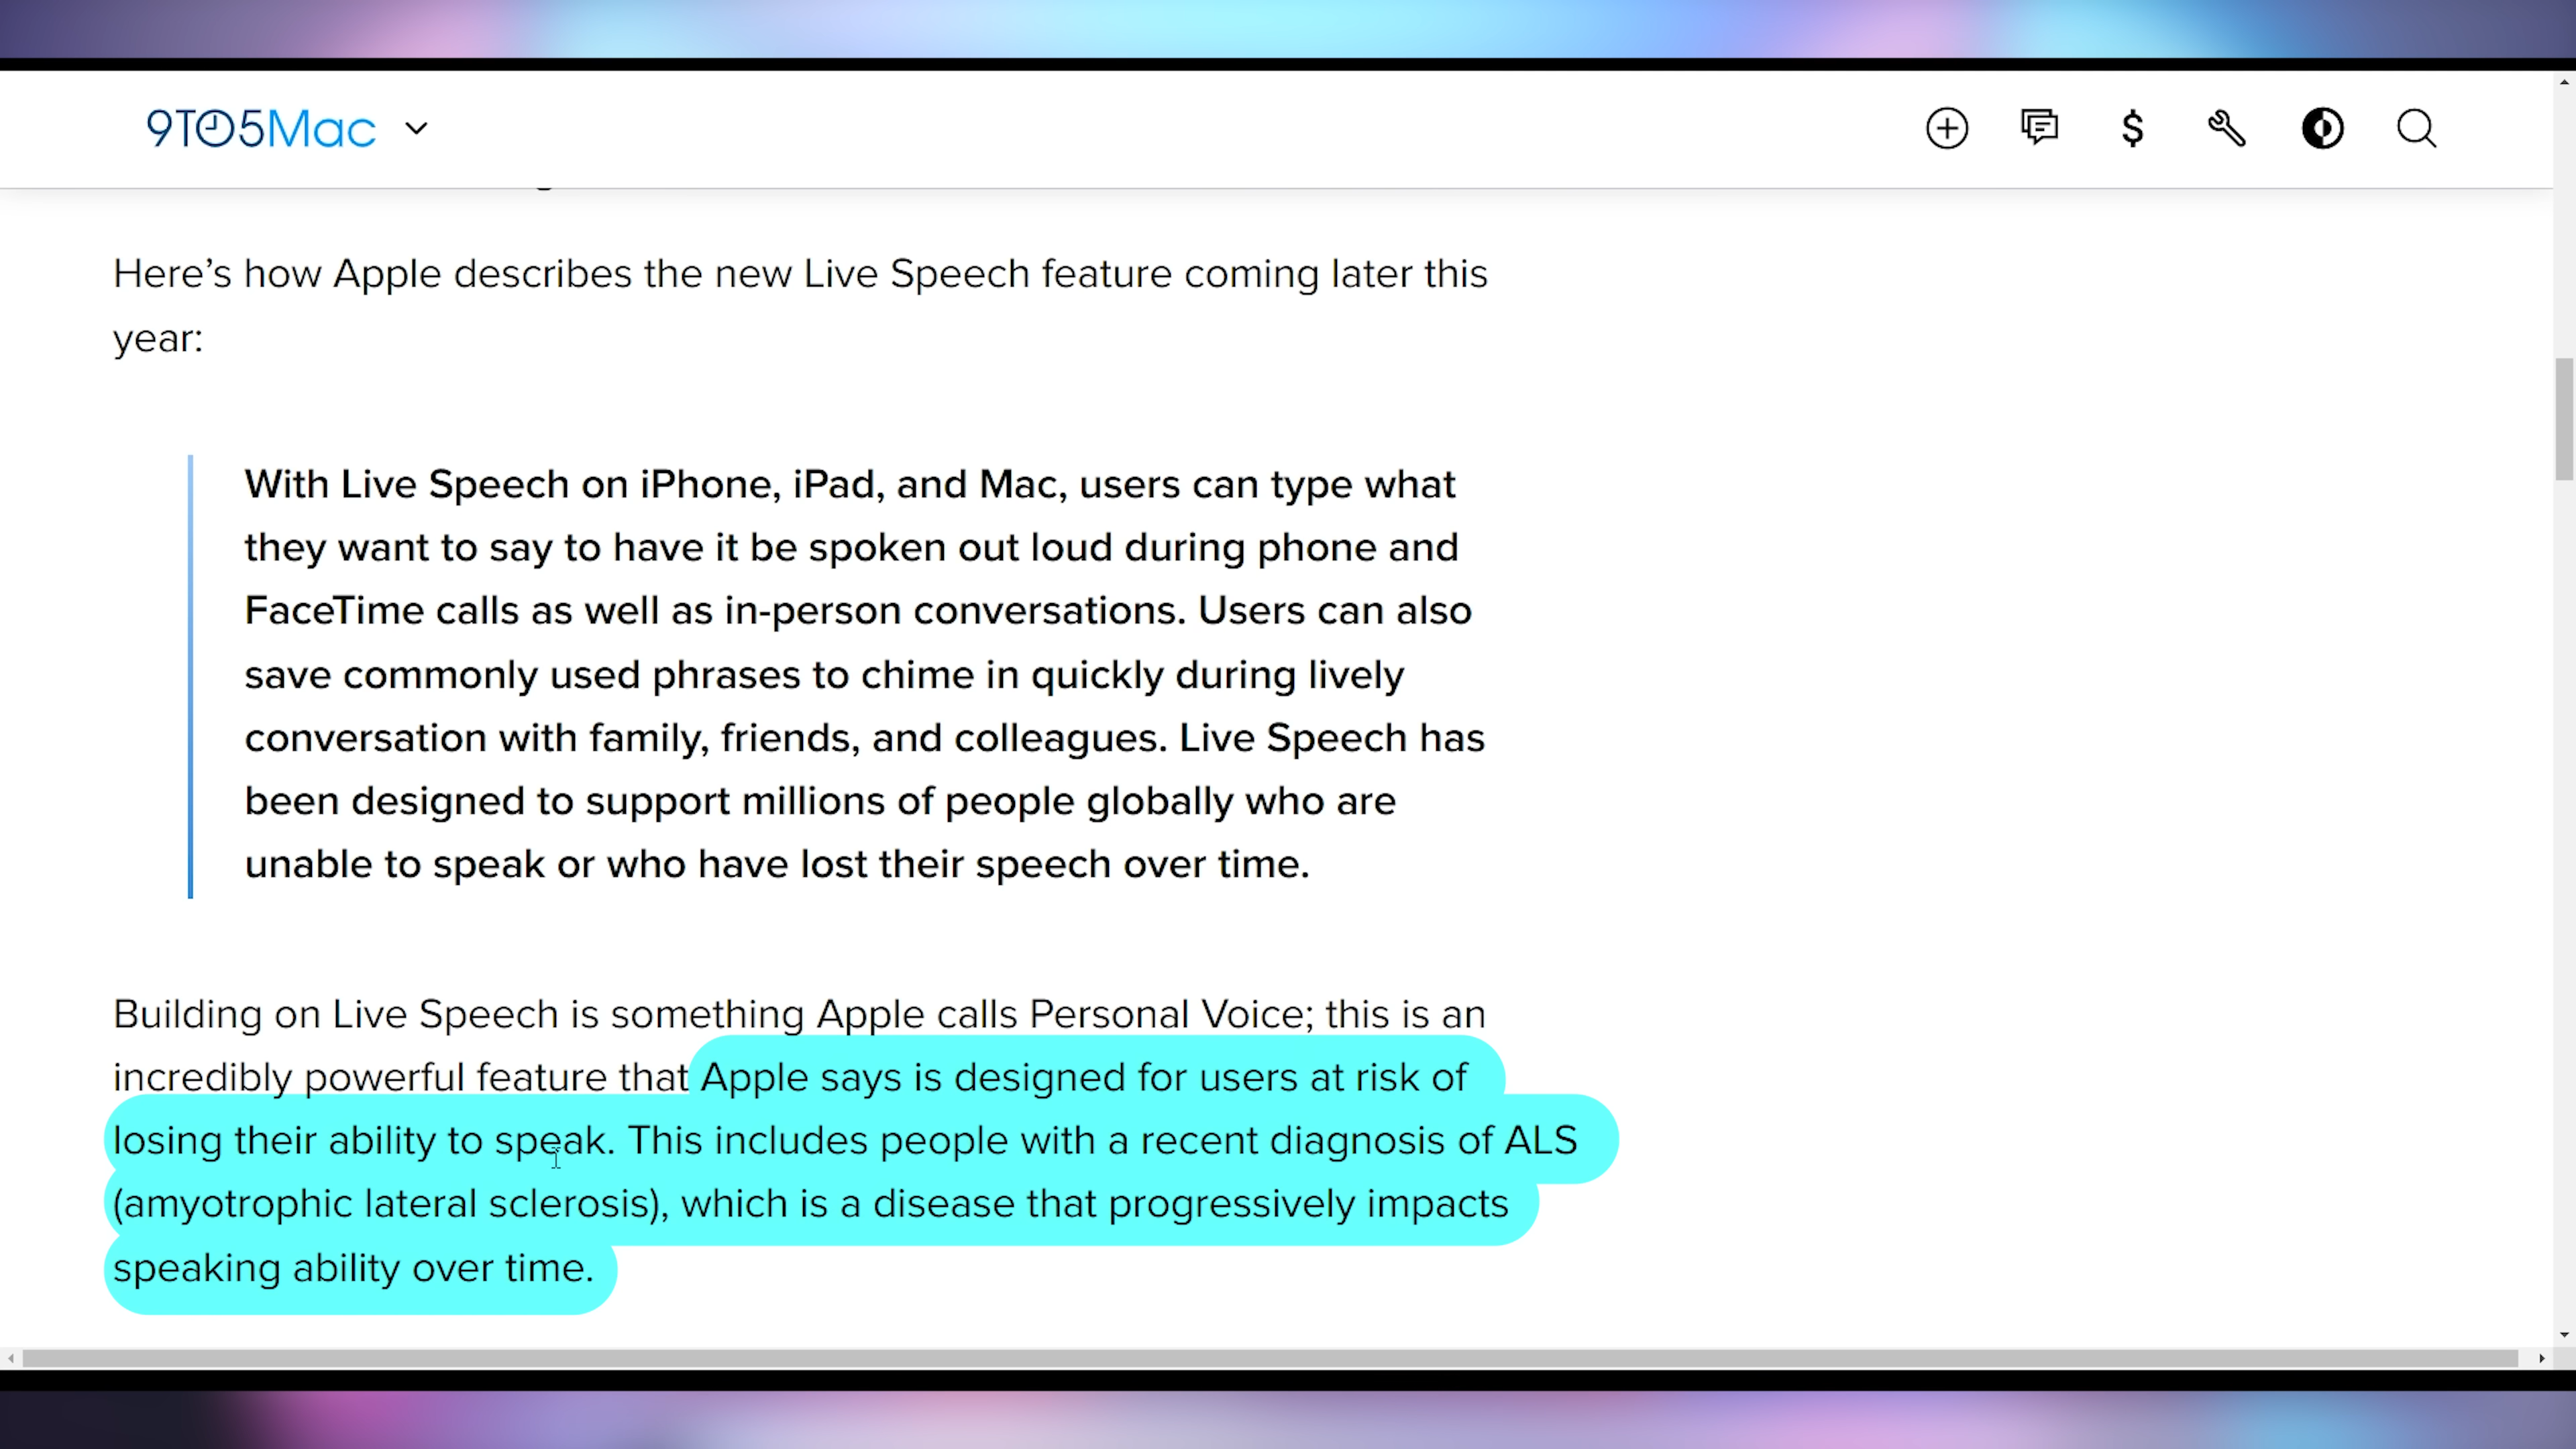 9TO5Mac
Here’s how Apple describes the new Live Speech feature coming later this
year:
With Live Speech on iPhone, iPad, and Mac, users can type what
they want to say to have it be spoken out loud during phone and
FaceTime calls as well as in-person conversations. Users can also
save commonly used phrases to chime in quickly during lively
conversation with family, friends, and colleagues. Live Speech has
been designed to support millions of people globally who are
unable to speak or who have lost their speech over time.
Building on Live Speech is something Apple calls Personal Voice; this is an
incredibly powerful feature that Apple says is designed for users at risk of
losing their ability to speak. This includes people with a recent diagnosis of ALS
(amyotrophic lateral sclerosis), which is a disease that progressively impacts
speaking ability over time.